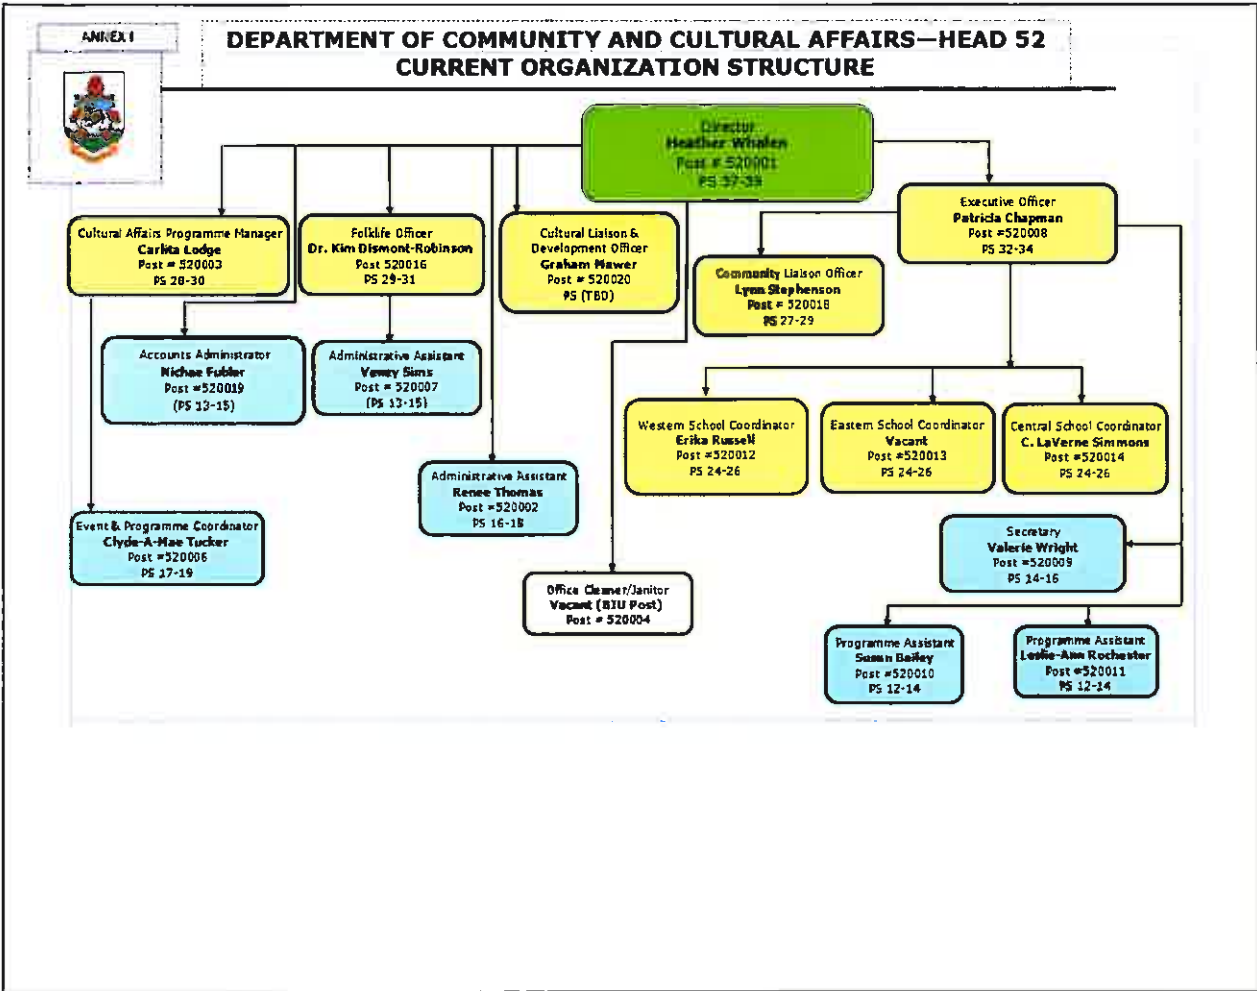 ANNEX I
DEPARTMENT OF COMMUNITY AND CULTURAL AFFAIRS—HEAD 52
CURRENT ORGANIZATION STRUCTURE
Director
Heather Whalen
Post # 520001
PS 37-39
Executive Officer
Patricia Chapman
Post #520008
PS 32-34
Cultural Affairs Programme Manager
Carlita Lodge
Post # 520003
PS 28-30
Folklife Officer
Dr. Kim Dismont-Robinson
Post 520016
PS 29-31
Cultural Liaison &
Development Officer
Graham Mawer
Post # 520020
PS (TBD)
Community Liaison Officer
Lynn Stephenson
Post # 520018
PS 27-29
Accounts Administrator
Nichae Fubler
Post #520019
(PS 13-15)
Administrative Assistant
Sims
Post # 520007
(PS 13-15)
Western School Coordinator
Erika Russell
Post #520012
PS 24-26
Eastern School Coordinator
Vacant
Post #520013
PS 24-26
Central School Coordinator
C. LaVerne Simmons
Post #520014
PS 24-26
Administrative Assistant
Renee Thomas
Post #520002
PS 16-18
Event & Programme Coordinator
Clyde-A-Mae Tucker
Post #520006
PS 17-19
Secretary
Valerie Wright
Post #520009
PS 14-16
Office Cleaner/Janitor
Vacant (BIU Post)
Post # 520004
Programme Assistant
Susan Bailey
Post #520010
PS 12-14
Programme Assistant
Leslie-Ann Rochester
Post #520011
PS 12-14